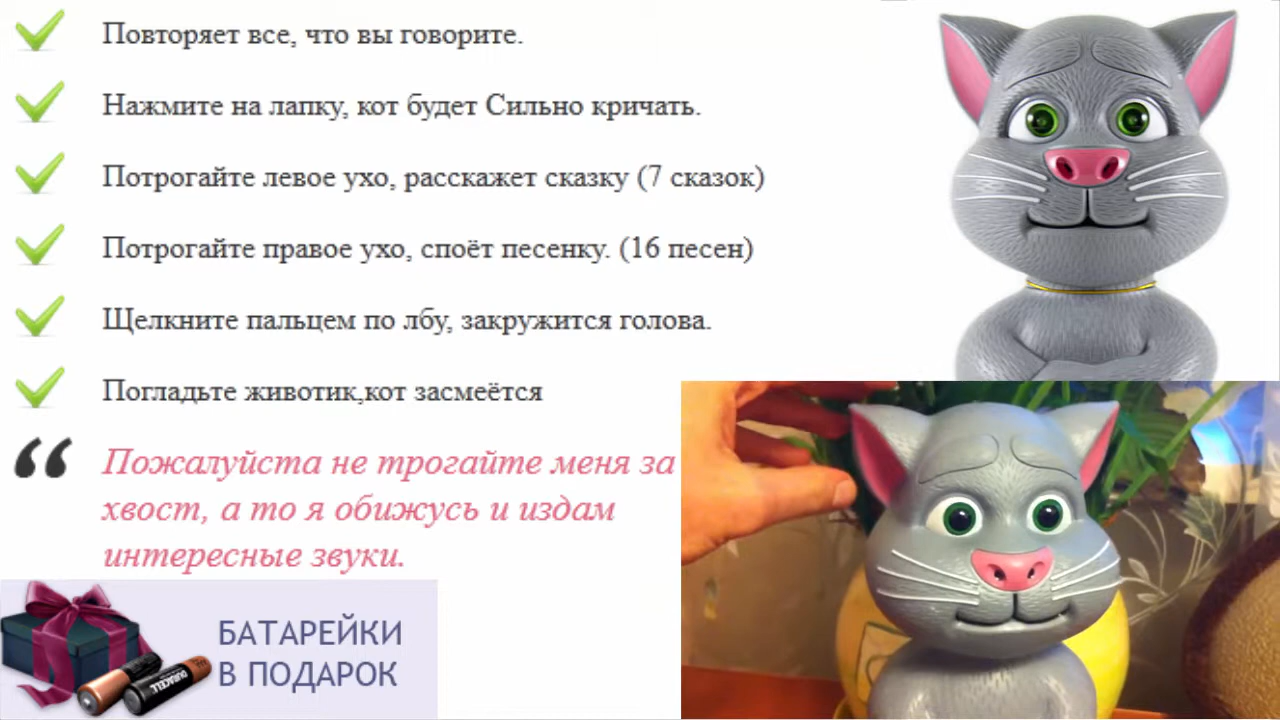 Повторяет все, что вы говорите.
Нажмите на лапку, кот будет Сильно кричать.
Потрогайте левое ухо, расскажет сказку (7 сказок)
Потрогайте правое ухо, споёт песенку. (16 песен)
Щелкните пальцем по лбу, закружится голова.
Погладьте животик,кот засмеётся
“ Пожалуйста не трогайте меня за
хвост, а то я обижусь и издам
интересные звуки.
БАТАРЕЙКИ
В ПОДАРОК
DURACELL